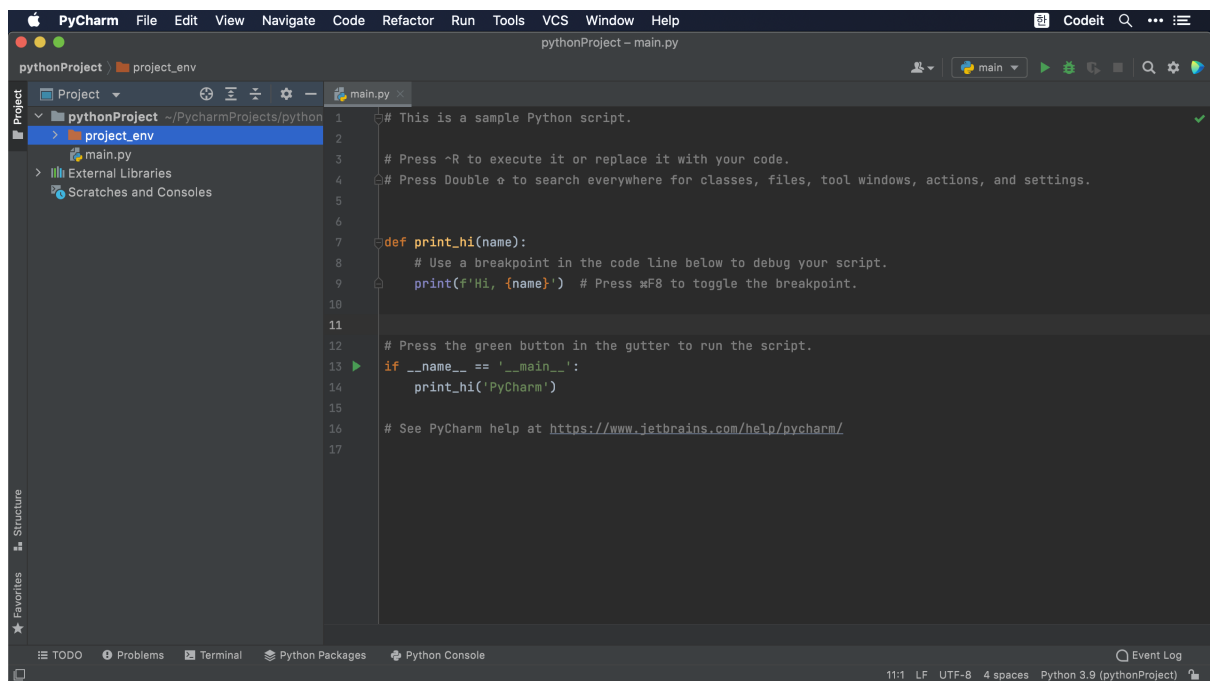 PyCharm File Edit View Navigate Code Refactor Run Tools VCS Window Help 한 Codeit
pythonProject – main.py
pythonProject project_env main
Project
Project main.py
pythonProject ~/PycharmProjects/python
project_env
main.py
External Libraries
Scratches and Consoles
1 # This is a sample Python script.
2
3 # Press ⌃R to execute it or replace it with your code.
4 # Press Double ⇧ to search everywhere for classes, files, tool windows, actions, and settings.
5
6
7 def print_hi(name):
8 # Use a breakpoint in the code line below to debug your script.
9 print(f'Hi, {name}') # Press ⌘F8 to toggle the breakpoint.
10
11
12 # Press the green button in the gutter to run the script.
13 if __name__ == '__main__':
14 print_hi('PyCharm')
15
16 # See PyCharm help at https://www.jetbrains.com/help/pycharm/
17
Structure
Favorites
TODO Problems Terminal Python Packages Python Console Event Log
11:1 LF UTF-8 4 spaces Python 3.9 (pythonProject)